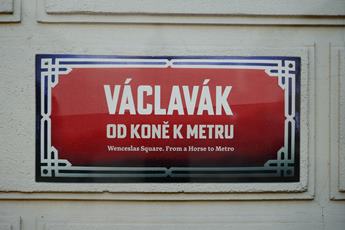 VÁCLAVÁK
OD KONĚ K METRU
Wenceslas Square. From a Horse to Metro